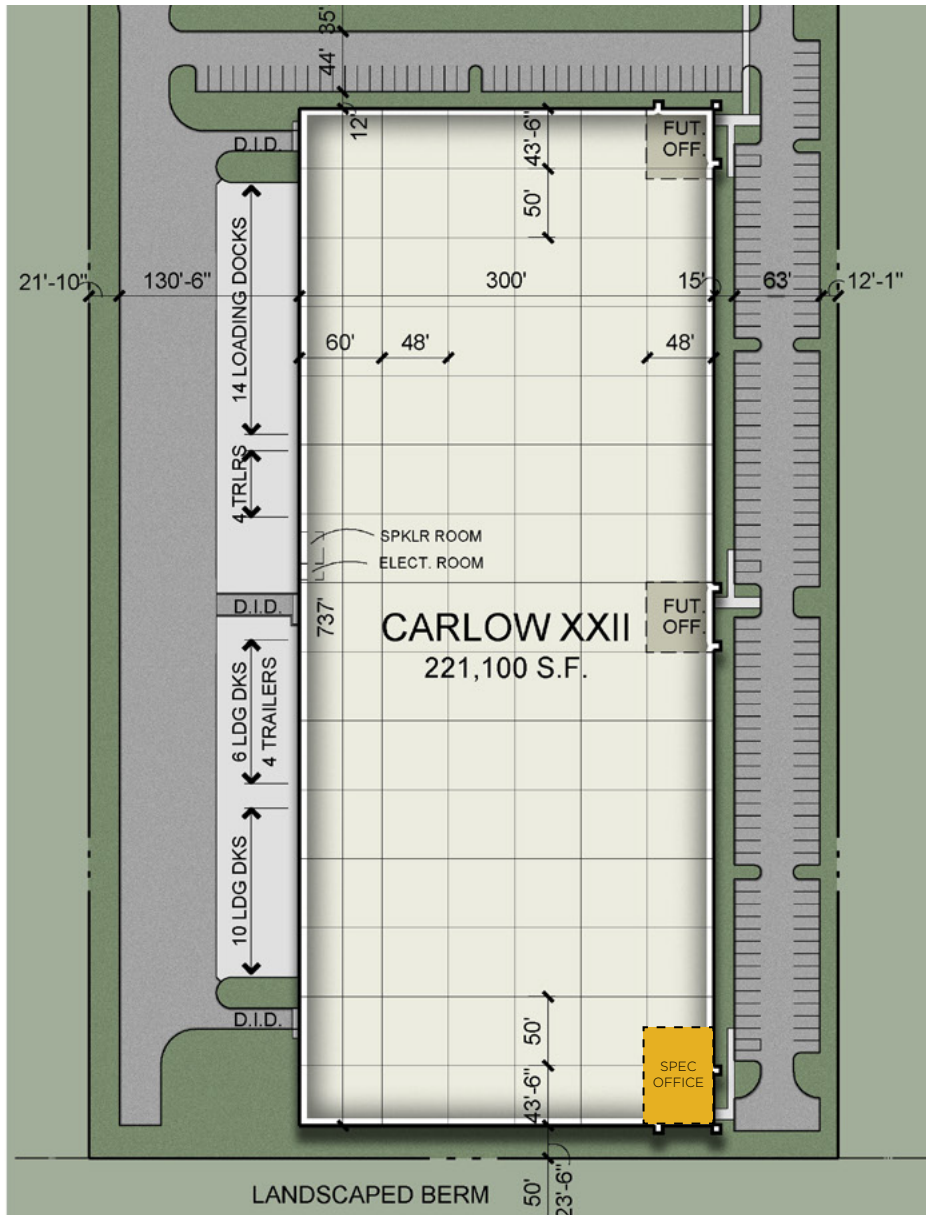 35'
44'
12'
43'-6"
FUT.
OFF.
D.I.D.
50'
14 LOADING DOCKS
21'-10"
130'-6"
300'
15'
63'
12'-1"
60'
48'
48'
4 TRLRS
SPKLR ROOM
ELECT. ROOM
D.I.D.
737'
FUT.
OFF.
CARLOW XXII
221,100 S.F.
6 LDG DKS
4 TRAILERS
10 LDG DKS
D.I.D.
50'
SPEC
OFFICE
43'-6"
LANDSCAPED BERM
50'
23'-6"